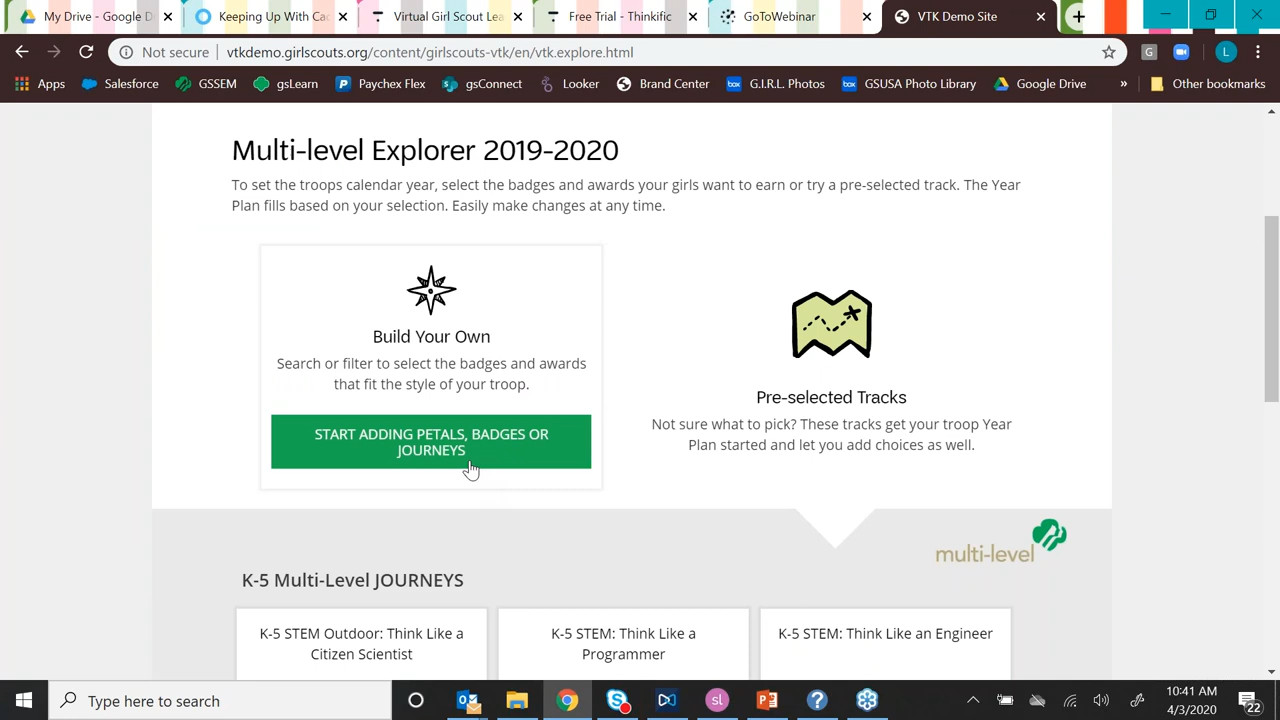 My Drive - Google D
Keeping Up With Cac
Virtual Girl Scout Lea
Free Trial - Thinkific
GoToWebinar
VTK Demo Site
Not secure
vtkdemo.girlscouts.org/content/girlscouts-vtk/en/vtk.explore.html
G
L
Apps
Salesforce
GSSEM
gsLearn
Paychex Flex
gsConnect
Looker
Brand Center
G.I.R.L. Photos
GSUSA Photo Library
Google Drive
»
Other bookmarks
Multi-level Explorer 2019-2020
To set the troops calendar year, select the badges and awards your girls want to earn or try a pre-selected track. The Year
Plan fills based on your selection. Easily make changes at any time.
Build Your Own
Search or filter to select the badges and awards
that fit the style of your troop.
START ADDING PETALS, BADGES OR
JOURNEYS
Pre-selected Tracks
Not sure what to pick? These tracks get your troop Year
Plan started and let you add choices as well.
multi-level
K-5 Multi-Level JOURNEYS
K-5 STEM Outdoor: Think Like a
Citizen Scientist
K-5 STEM: Think Like a
Programmer
K-5 STEM: Think Like an Engineer
Type here to search
sl
10:41 AM
4/3/2020
22